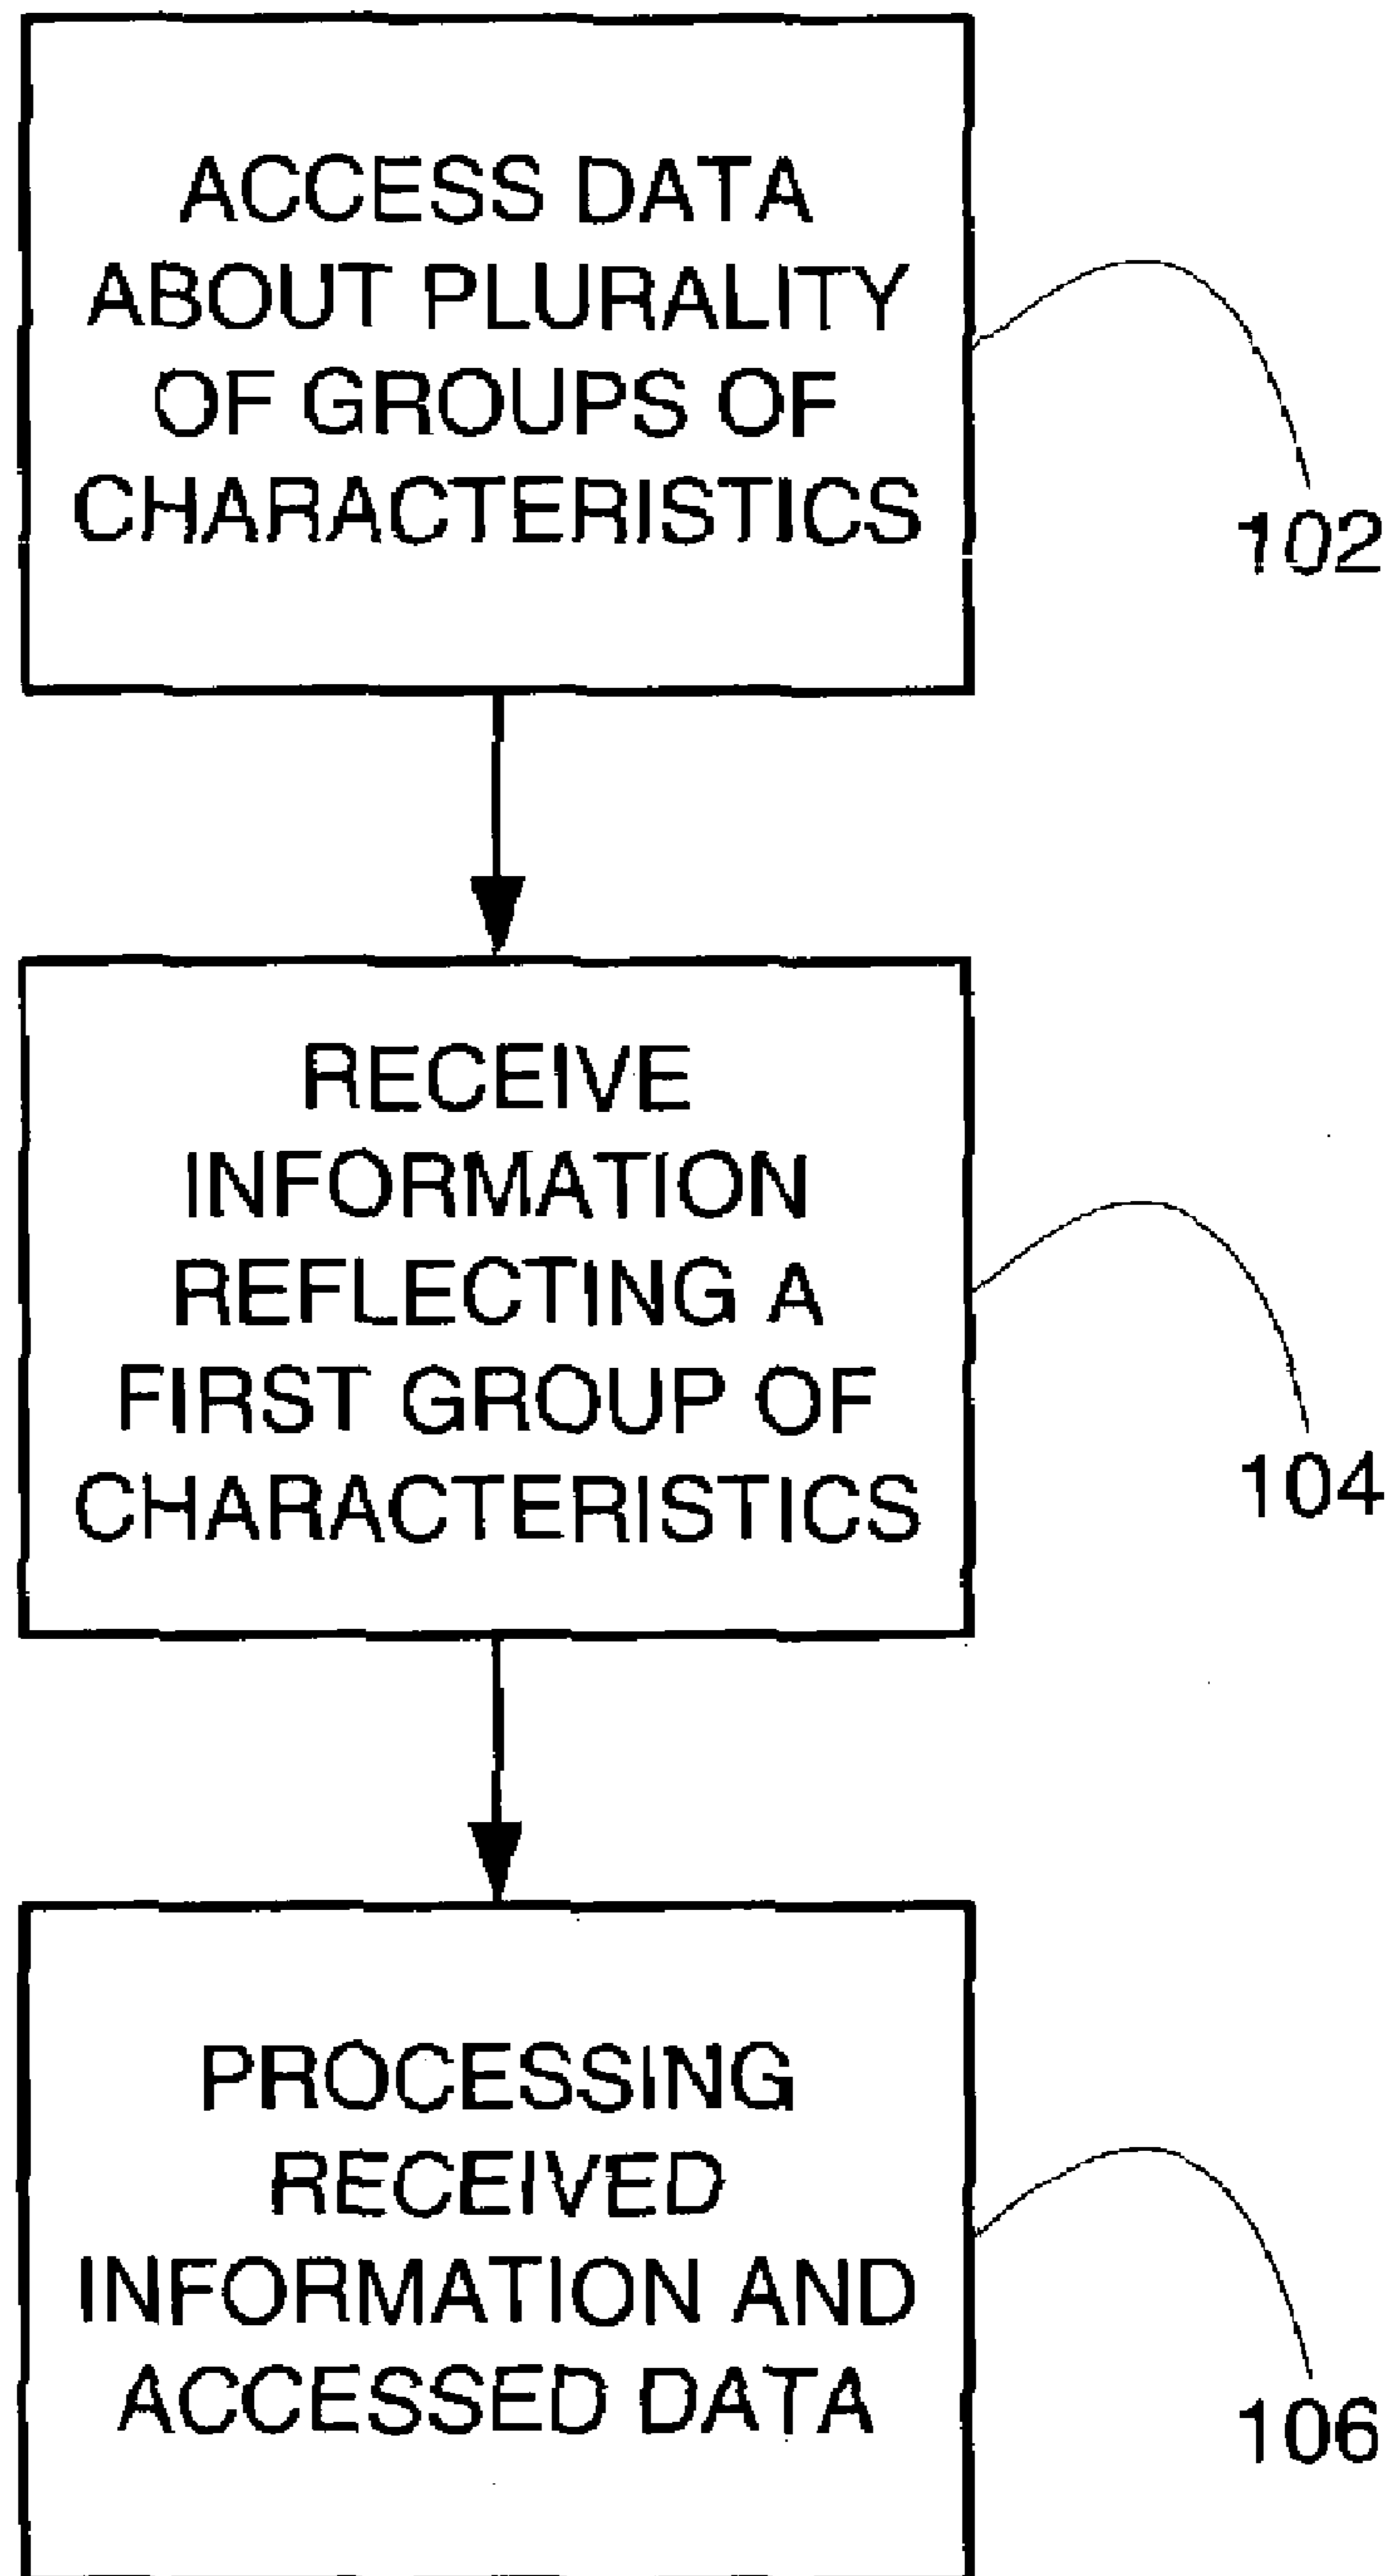 ACCESS DATA
ABOUT PLURALITY
OF GROUPS OF
CHARACTERISTICS
102
RECEIVE
INFORMATION
REFLECTING A
FIRST GROUP OF
CHARACTERISTICS
104
PROCESSING
RECEIVED
INFORMATION AND
ACCESSED DATA
106